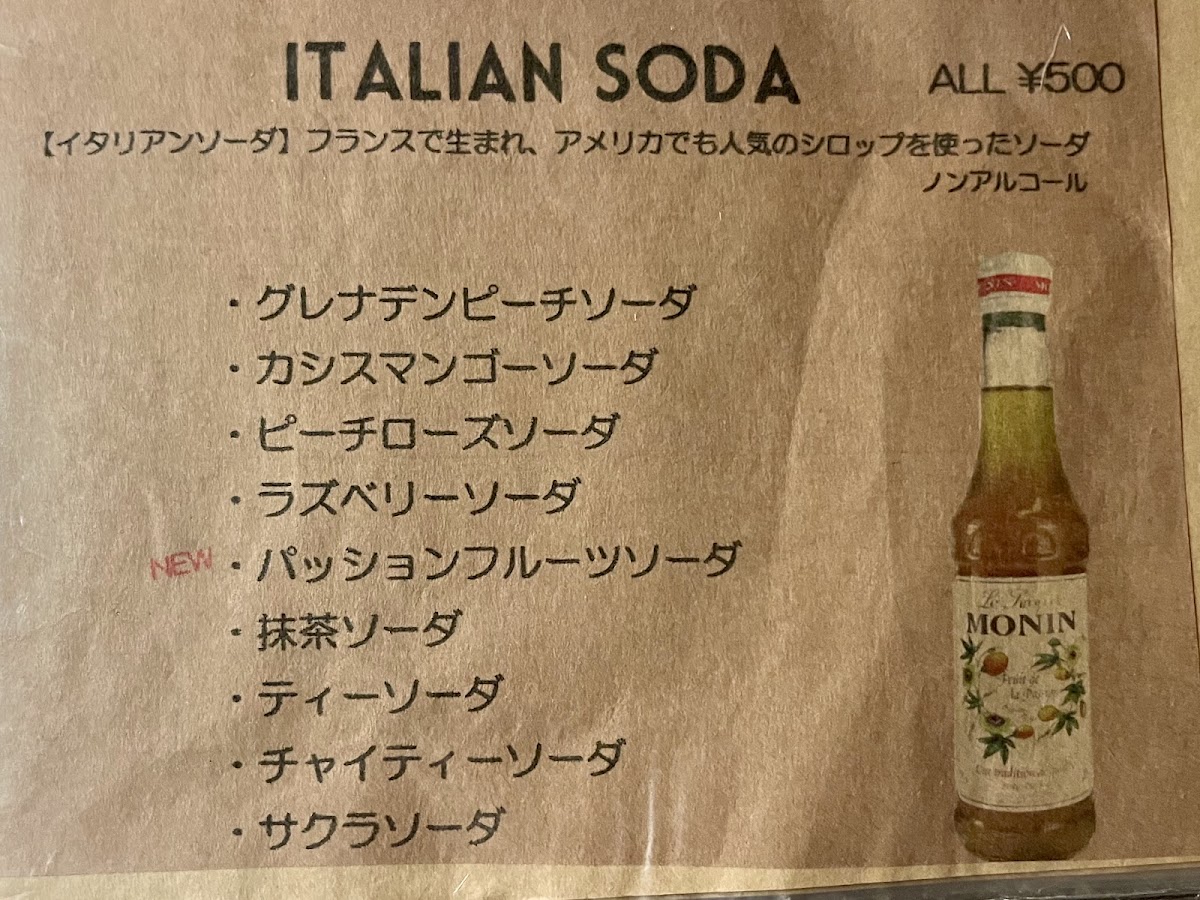 ITALIAN SODA
ALL ¥500
【イタリアンソーダ】フランスで生まれ、アメリカでも人気のシロップを使ったソーダ
ノンアルコール
・グレナデンピーチソーダ
・カシスマンゴーソーダ
・ピーチローズソーダ
・ラズベリーソーダ
NEW ・パッションフルーツソーダ
・抹茶ソーダ
・ティーソーダ
・チャイティーソーダ
・サクラソーダ
MONIN
Fruit de